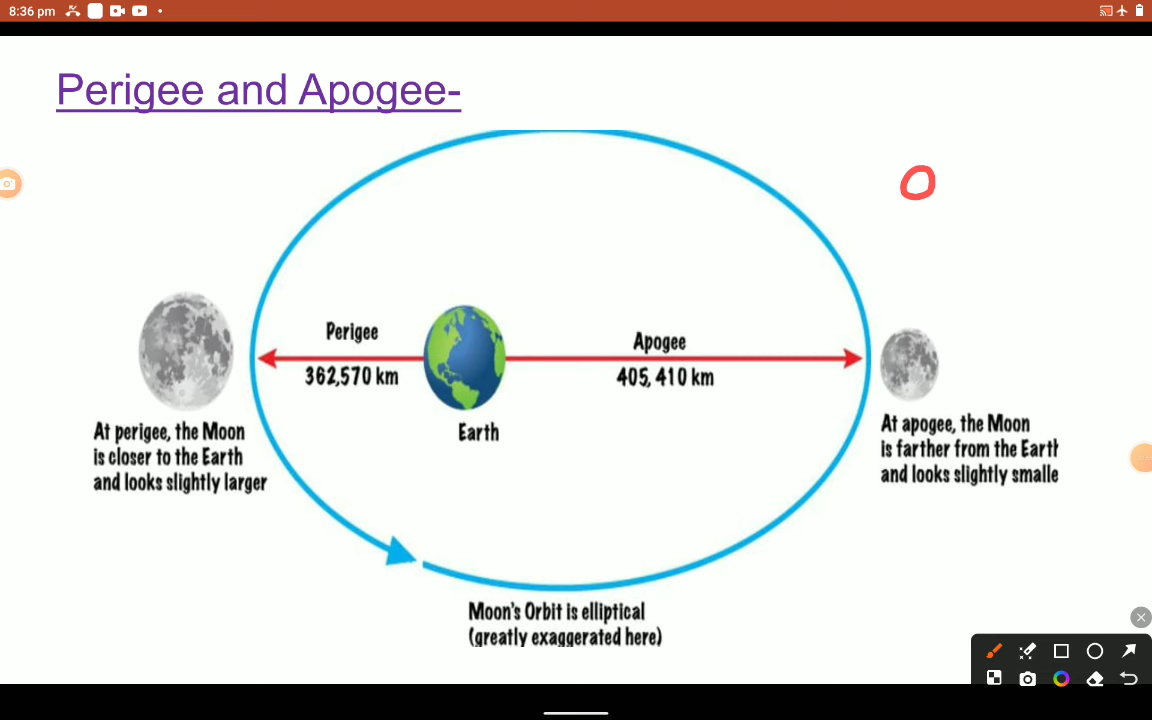 8:36 pm
Perigee and Apogee-
Perigee
362,570 km
Apogee
405, 410 km
Earth
At perigee, the Moon
is closer to the Earth
and looks slightly larger
At apogee, the Moon
is farther from the Earth
and looks slightly smalle
Moon's Orbit is elliptical
(greatly exaggerated here)